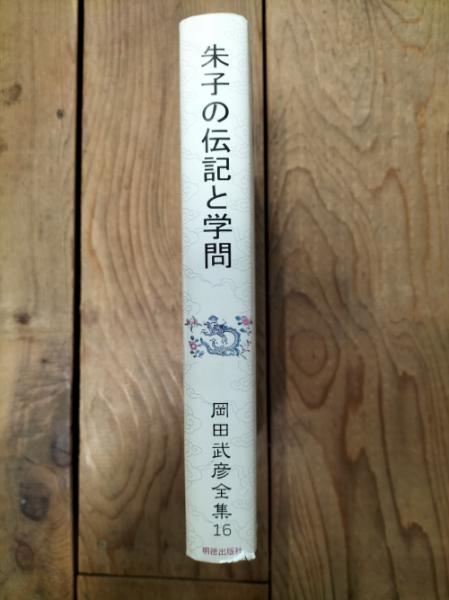 朱子の伝記と学問
岡田武彦全集16
明徳出版社